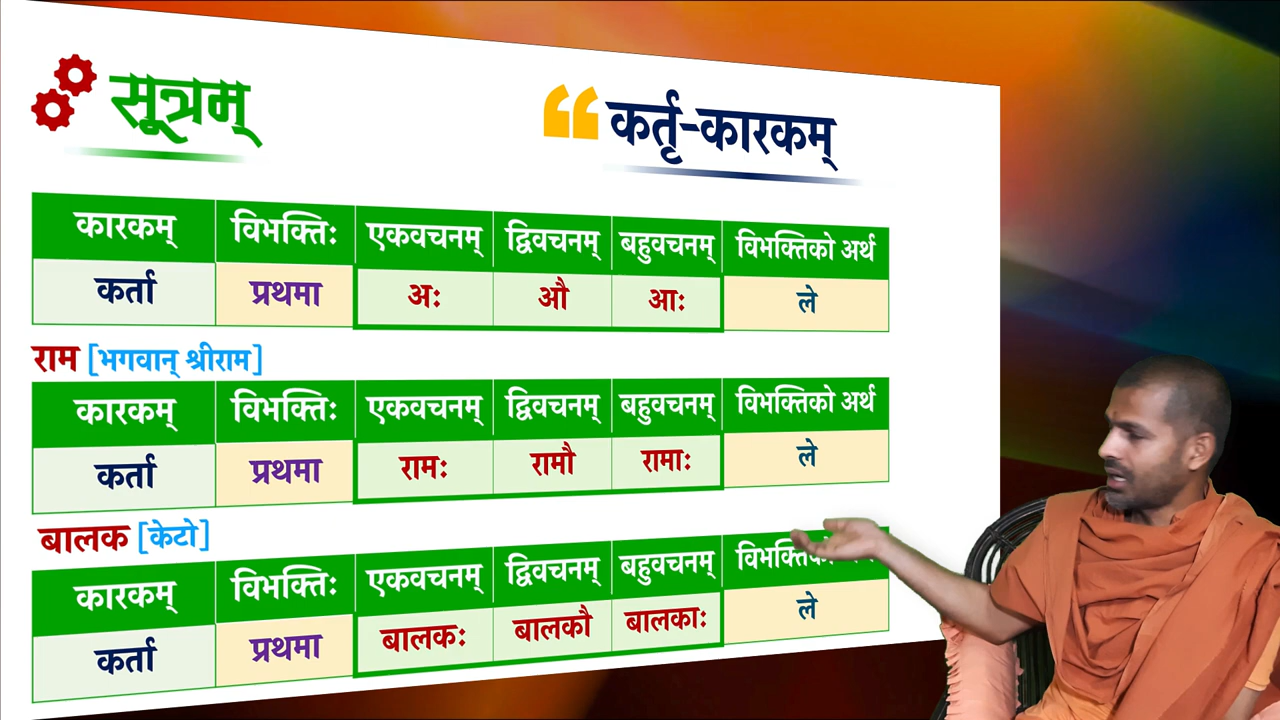 सूत्रम्
“ कर्तृ-कारकम्
कारकम् विभक्तिः एकवचनम् द्विवचनम् बहुवचनम् विभक्तिको अर्थ
कर्ता प्रथमा अः औ आः ले
राम [भगवान् श्रीराम]
कारकम् विभक्तिः एकवचनम् द्विवचनम् बहुवचनम् विभक्तिको अर्थ
कर्ता प्रथमा रामः रामौ रामाः ले
बालक [केटो]
कारकम् विभक्तिः एकवचनम् द्विवचनम् बहुवचनम्
कर्ता प्रथमा बालकः बालकौ बालकाः ले